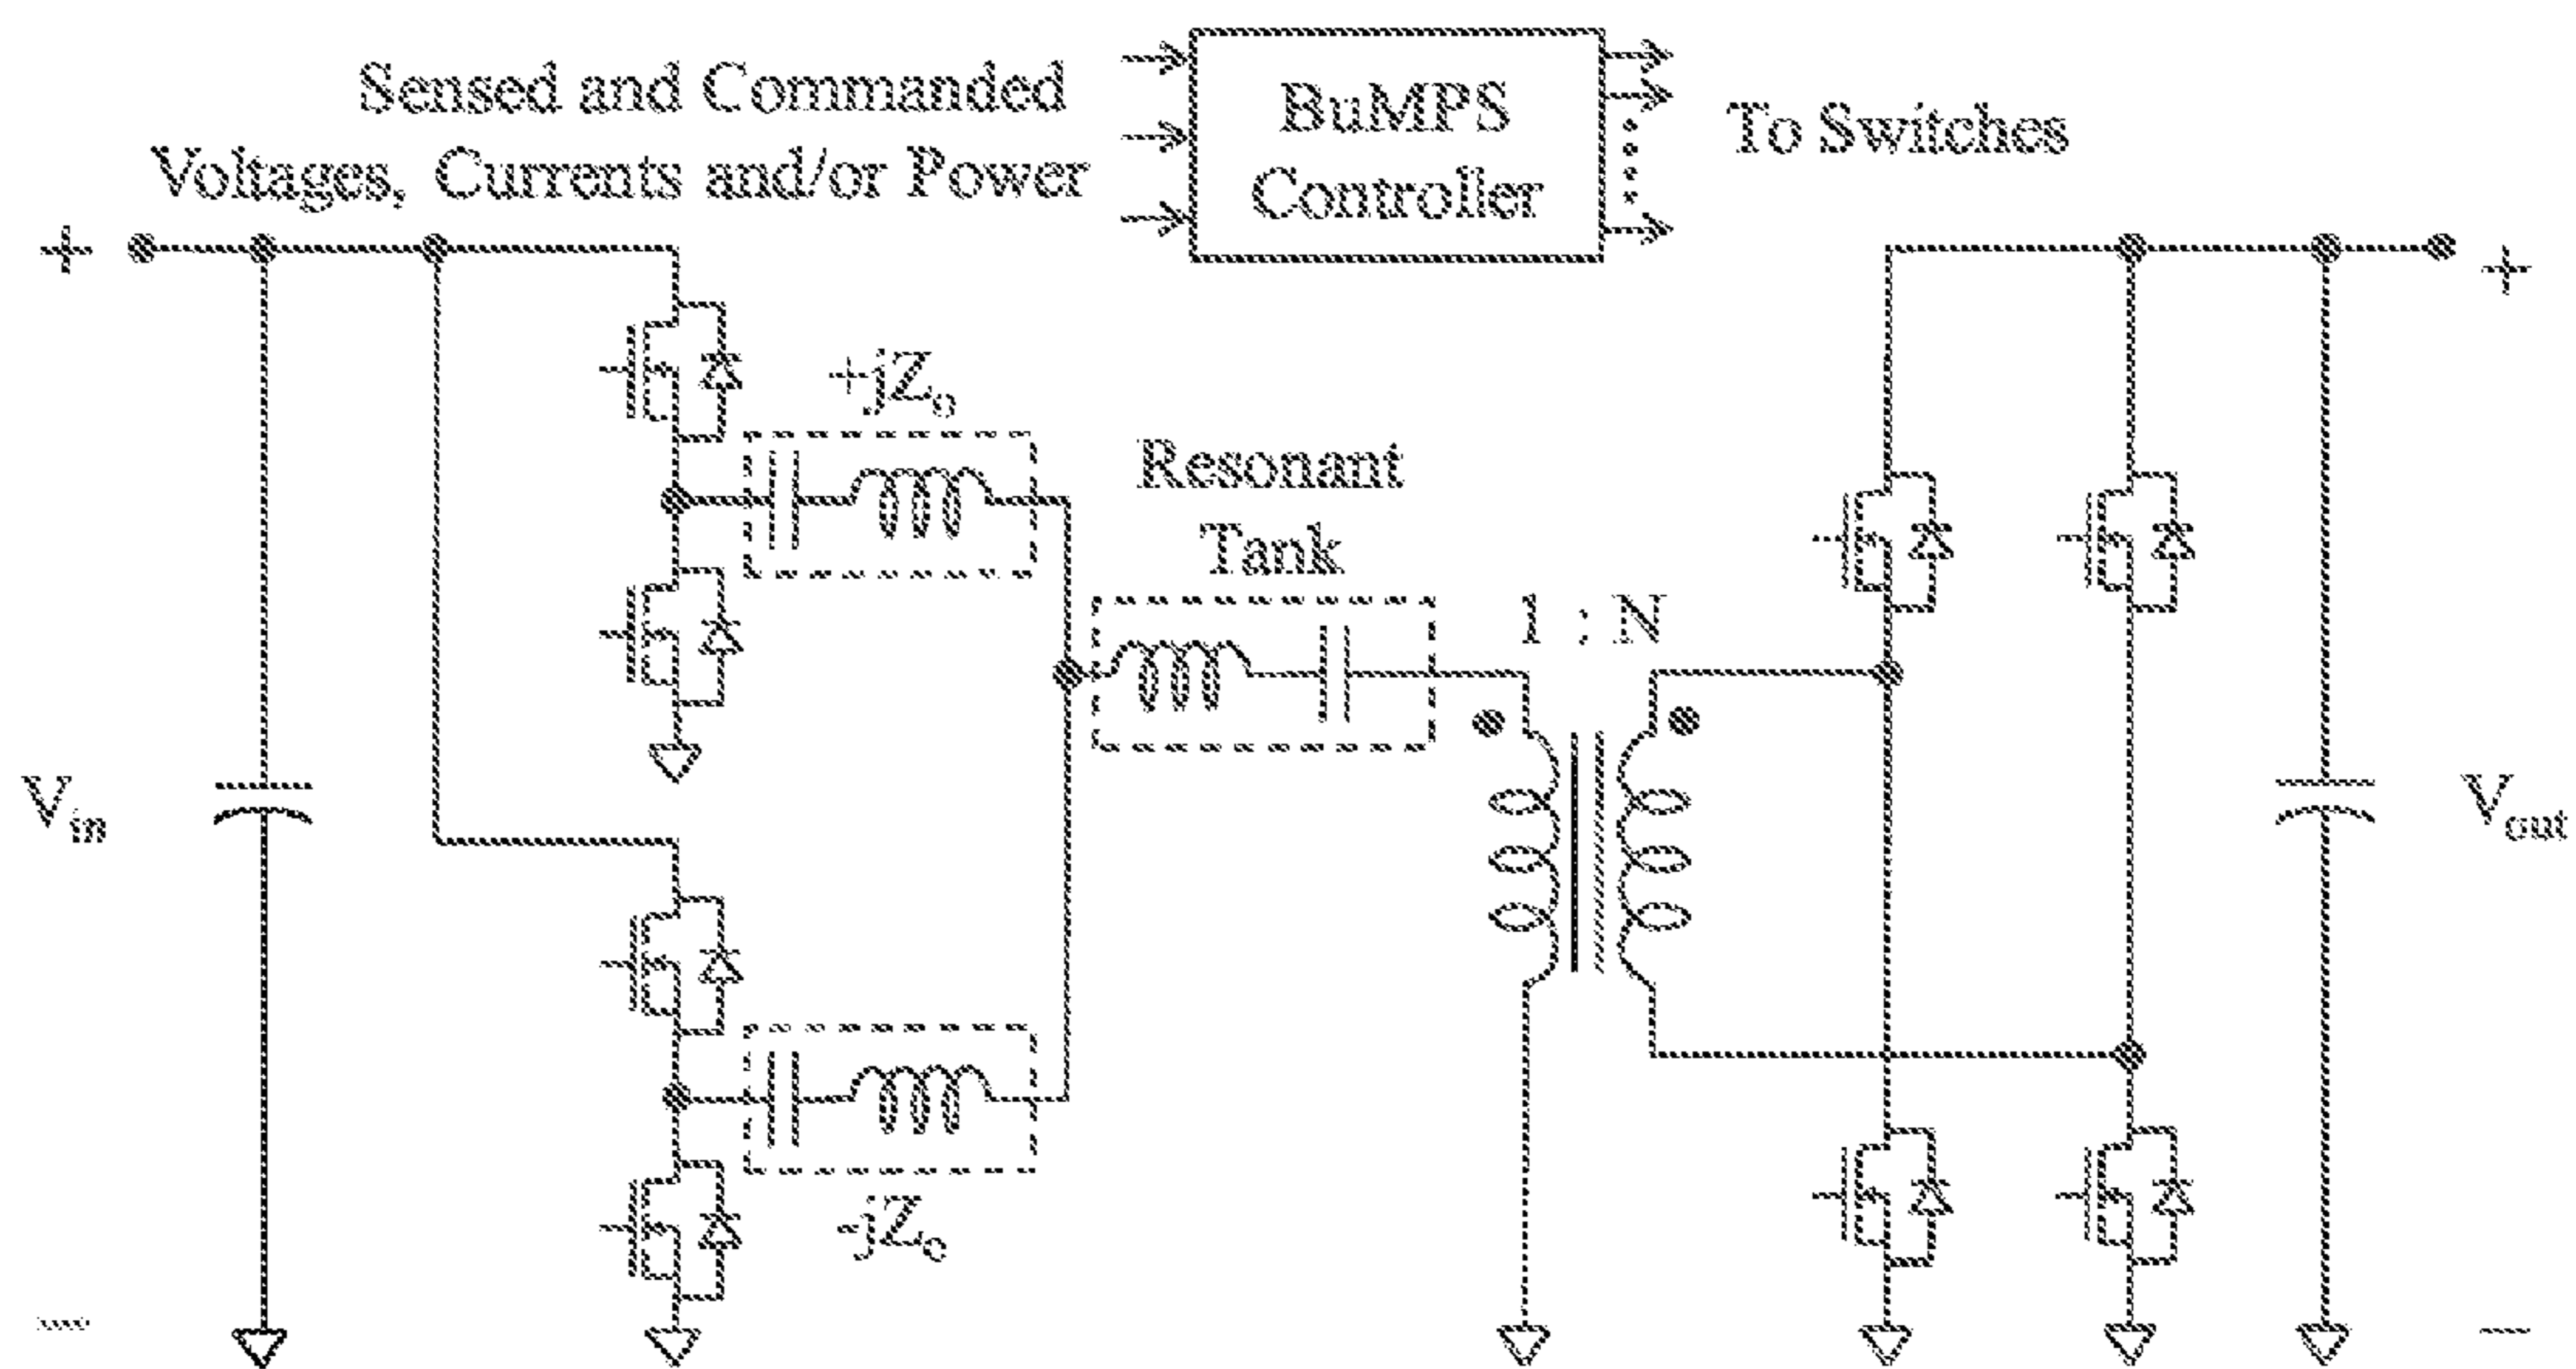 Sensed and Commanded
Voltages, Currents and/or Power
BuMPS
Controller
To Switches
+
+
+jZo
Resonant
Tank
1 : N
Vin
Vout
-jZo
−
−